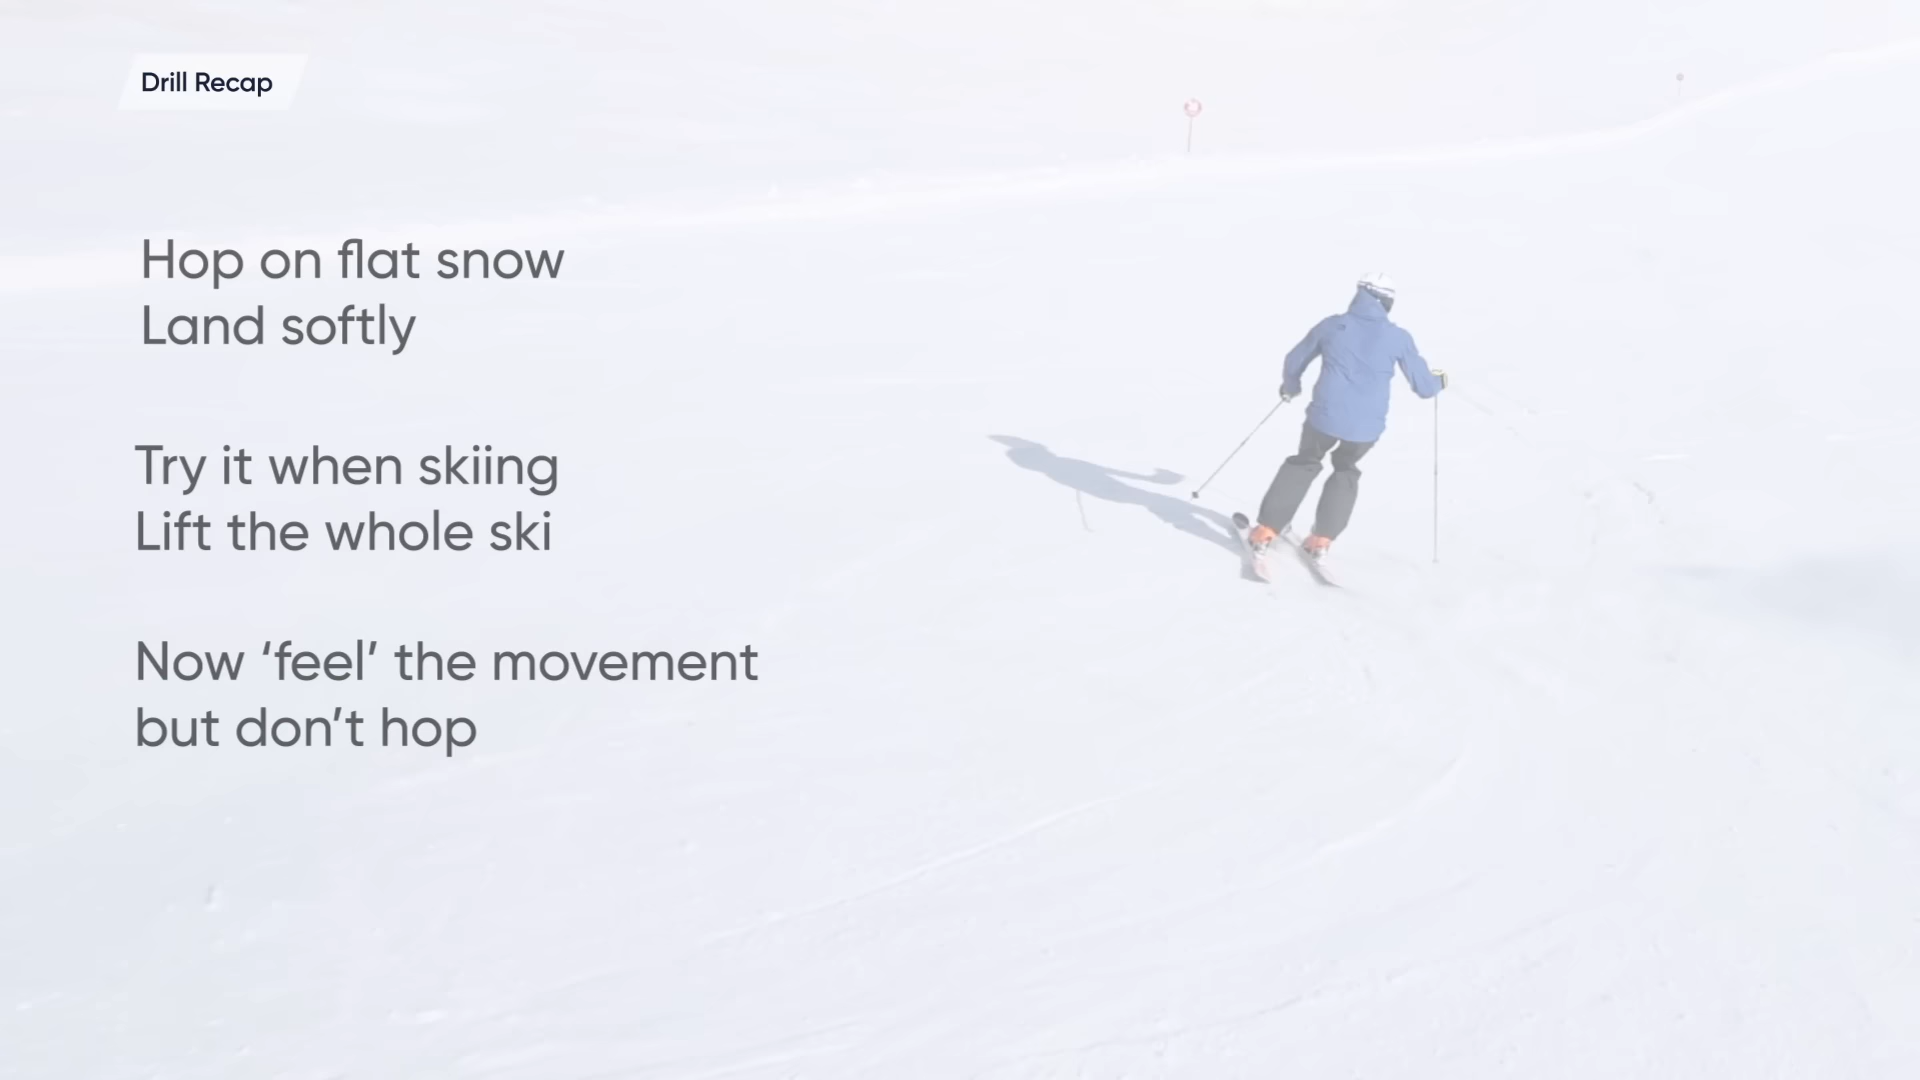 Drill Recap
Hop on flat snow
Land softly
Try it when skiing
Lift the whole ski
Now ‘feel’ the movement
but don’t hop